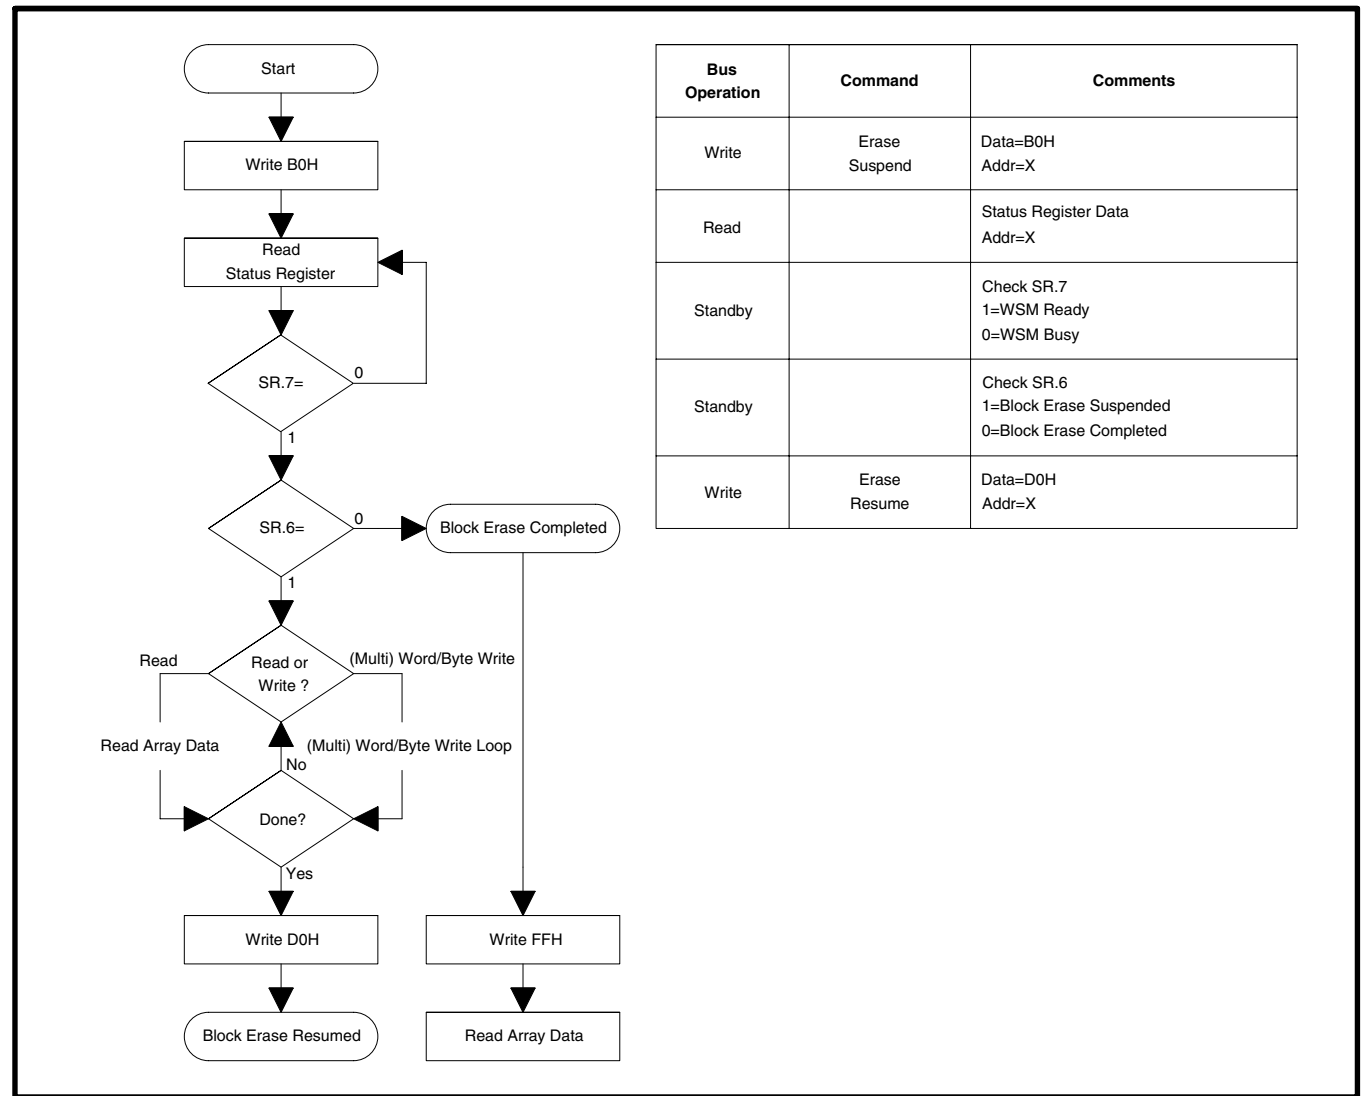 Start
Write B0H
Read
Status Register
SR.7=
0
1
SR.6=
0
Block Erase Completed
1
Read or
Write ?
Read
(Multi) Word/Byte Write
Read Array Data
(Multi) Word/Byte Write Loop
No
Done?
Yes
Write D0H
Write FFH
Block Erase Resumed
Read Array Data
Bus
Operation
Command
Comments
Write
Erase
Suspend
Data=B0H
Addr=X
Read
Status Register Data
Addr=X
Standby
Check SR.7
1=WSM Ready
0=WSM Busy
Standby
Check SR.6
1=Block Erase Suspended
0=Block Erase Completed
Write
Erase
Resume
Data=D0H
Addr=X